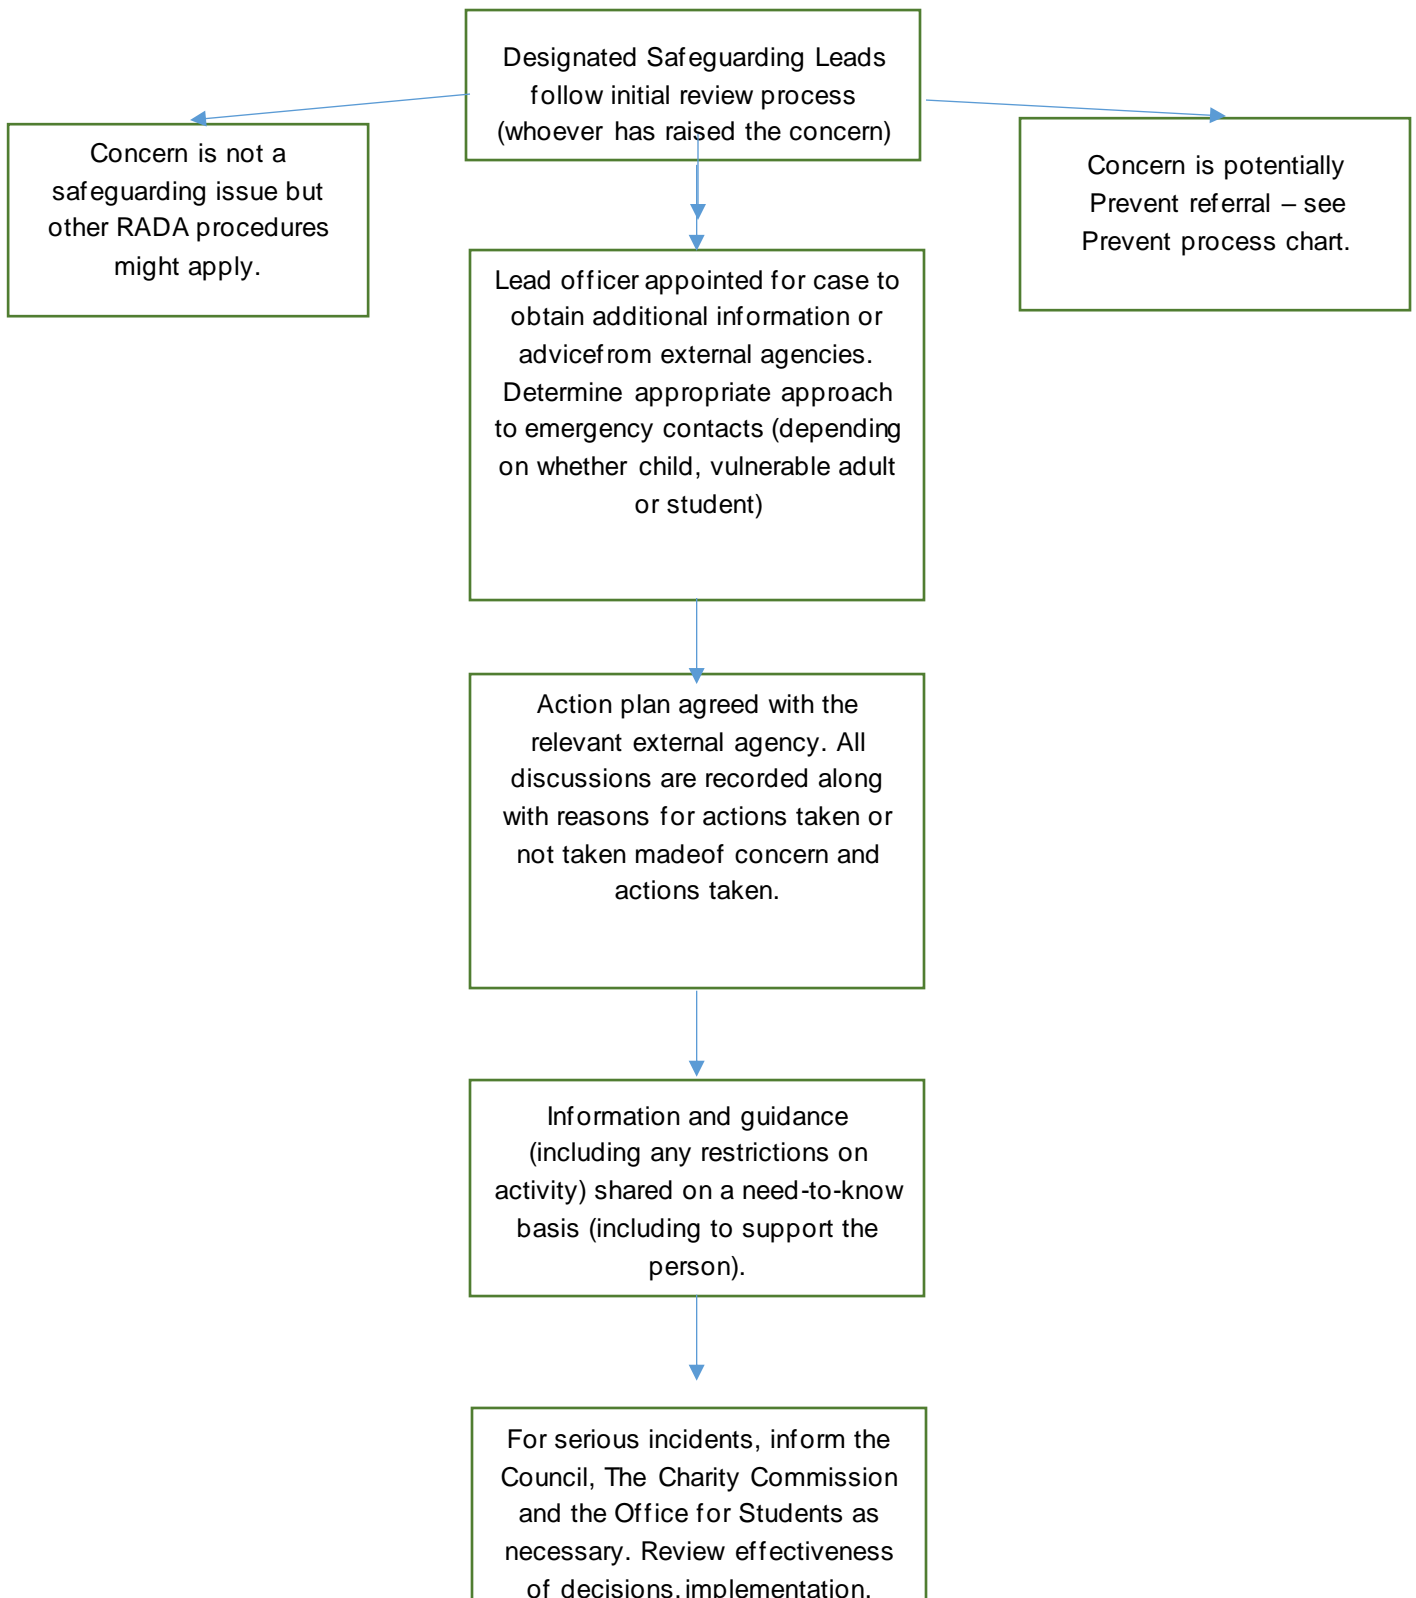 Designated Safeguarding Leads
follow initial review process
(whoever has raised the concern)
Concern is not a
safeguarding issue but
other RADA procedures
might apply.
Concern is potentially
Prevent referral – see
Prevent process chart.
Lead officer appointed for case to
obtain additional information or
advicefrom external agencies.
Determine appropriate approach
to emergency contacts (depending
on whether child, vulnerable adult
or student)
Action plan agreed with the
relevant external agency. All
discussions are recorded along
with reasons for actions taken or
not taken madeof concern and
actions taken.
Information and guidance
(including any restrictions on
activity) shared on a need-to-know
basis (including to support the
person).
For serious incidents, inform the
Council, The Charity Commission
and the Office for Students as
necessary. Review effectiveness
of decisions, implementation,